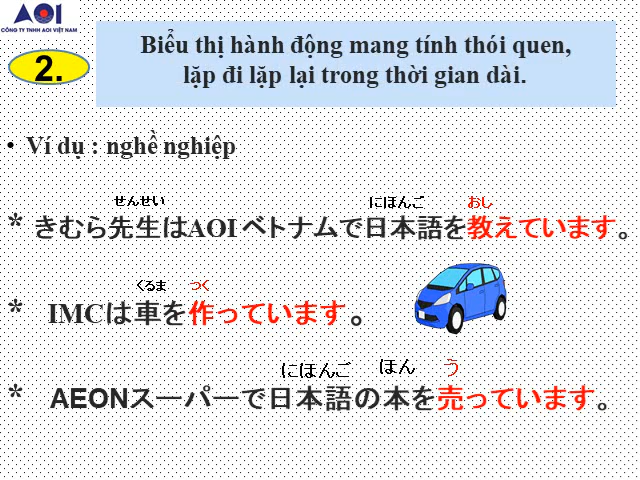 AOI
CÔNG TY TNHH AOI VIỆT NAM
2.
Biểu thị hành động mang tính thói quen,
lặp đi lặp lại trong thời gian dài.
• Ví dụ : nghề nghiệp
せんせい にほんご おし
* きむら先生はAOIベトナムで日本語を教えています。
くるま つく
* IMCは車を作っています。
にほんご ほん う
* AEONスーパーで日本語の本を売っています。